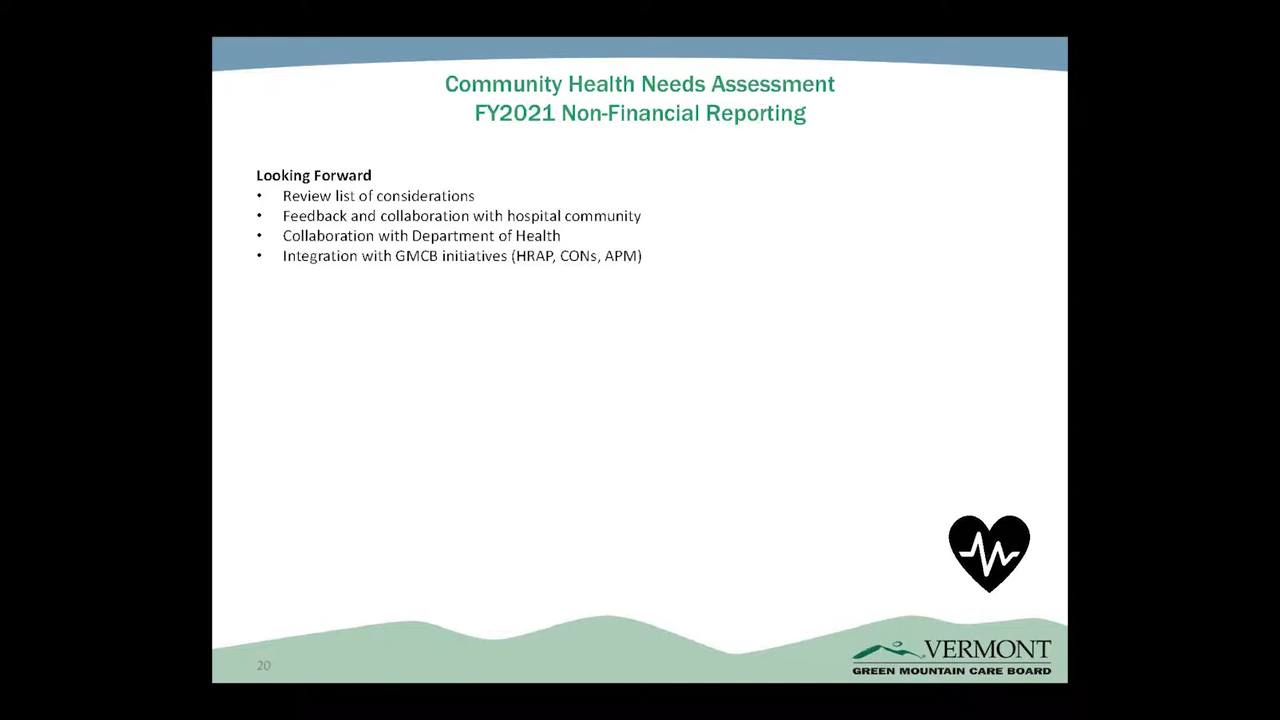 Community Health Needs Assessment
FY2021 Non-Financial Reporting
Looking Forward
• Review list of considerations
• Feedback and collaboration with hospital community
• Collaboration with Department of Health
• Integration with GMCB initiatives (HRAP, CONs, APM)
20
VERMONT
GREEN MOUNTAIN CARE BOARD